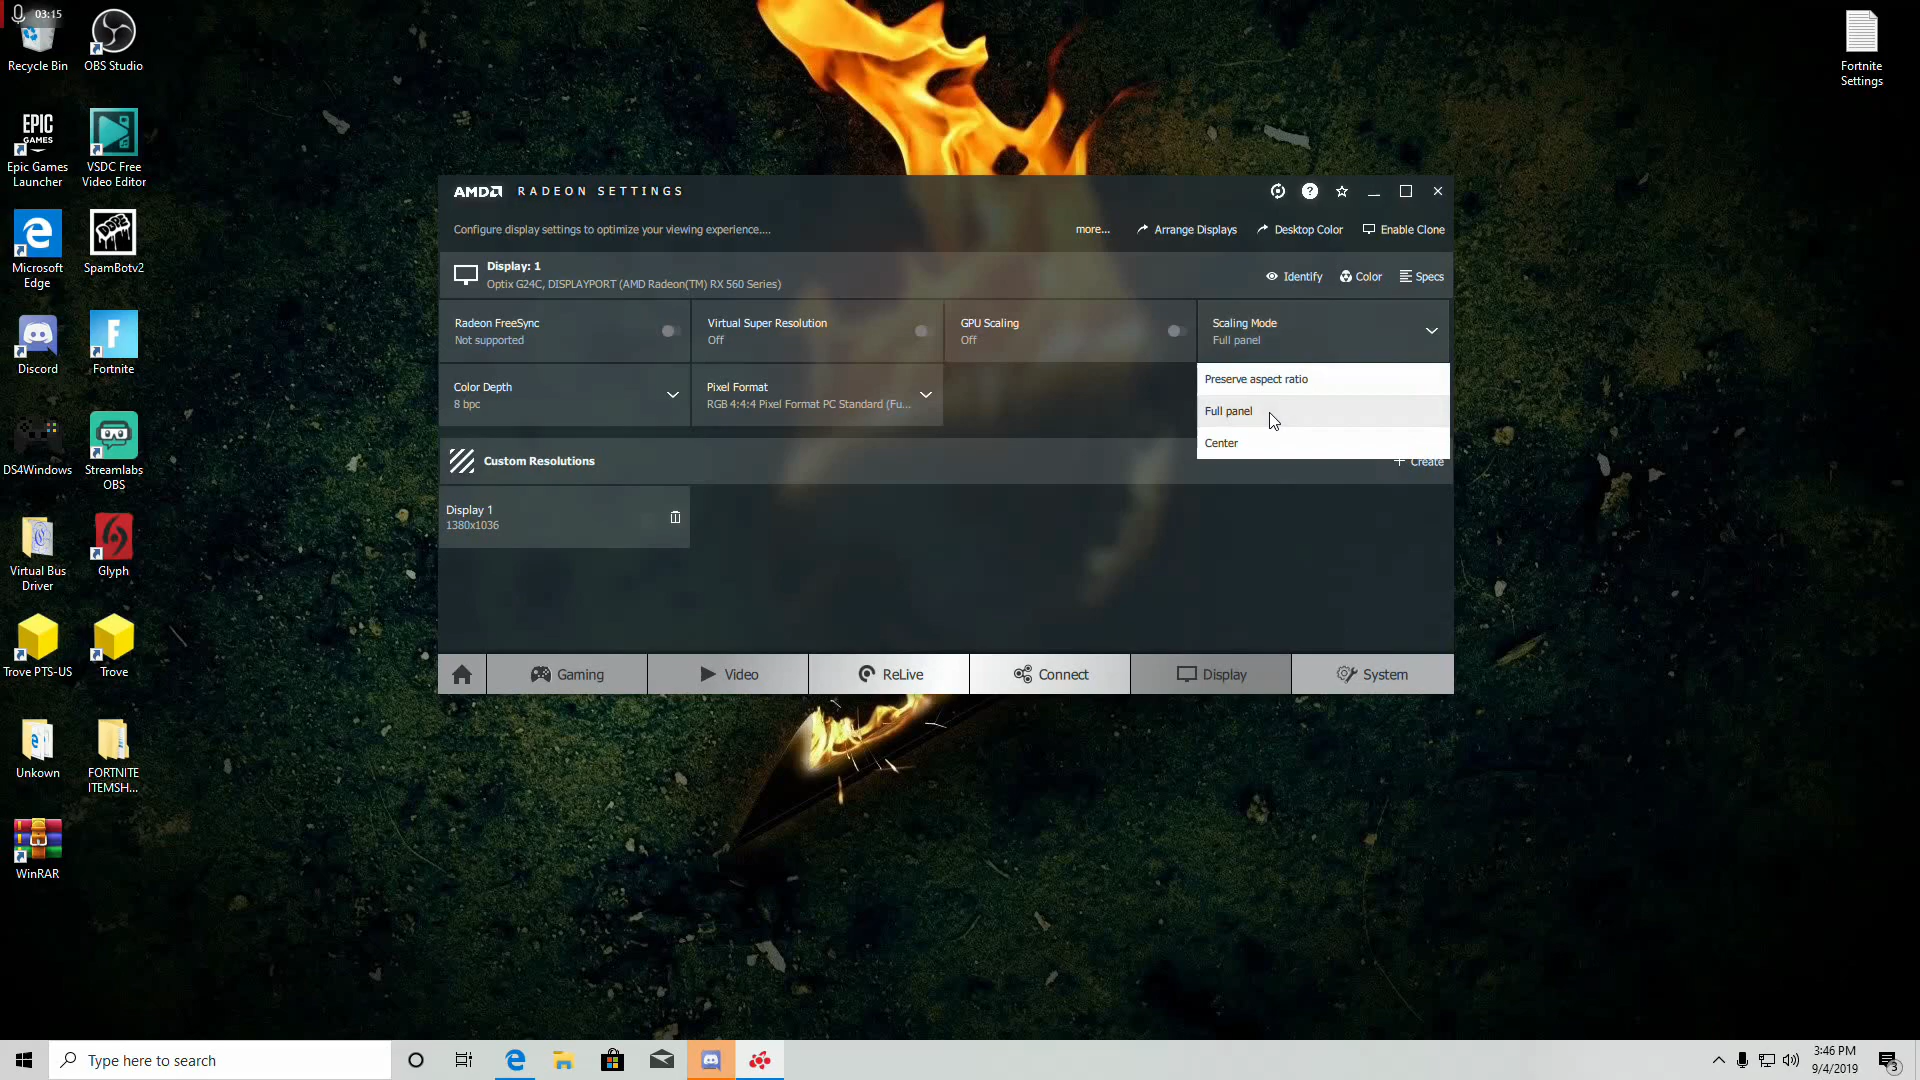 03:15
Recycle Bin
OBS Studio
EPIC
GAMES
Epic Games
Launcher
VSDC Free
Video Editor
Microsoft
Edge
SpamBotv2
Discord
Fortnite
DS4Windows
Streamlabs
OBS
Virtual Bus
Driver
Glyph
Trove PTS-US
Trove
Unkown
FORTNITE
ITEMSH...
WinRAR
Fortnite
Settings
AMD RADEON SETTINGS
Configure display settings to optimize your viewing experience....
more...
Arrange Displays
Desktop Color
Enable Clone
Display: 1
Optix G24C, DISPLAYPORT (AMD Radeon(TM) RX 560 Series)
Identify
Color
Specs
Radeon FreeSync
Not supported
Virtual Super Resolution
Off
GPU Scaling
Off
Scaling Mode
Full panel
Color Depth
8 bpc
Pixel Format
RGB 4:4:4 Pixel Format PC Standard (Fu...
Preserve aspect ratio
Full panel
Center
Custom Resolutions
+ Create
Display 1
1380x1036
Gaming
Video
ReLive
Connect
Display
System
Type here to search
3:46 PM
9/4/2019
3